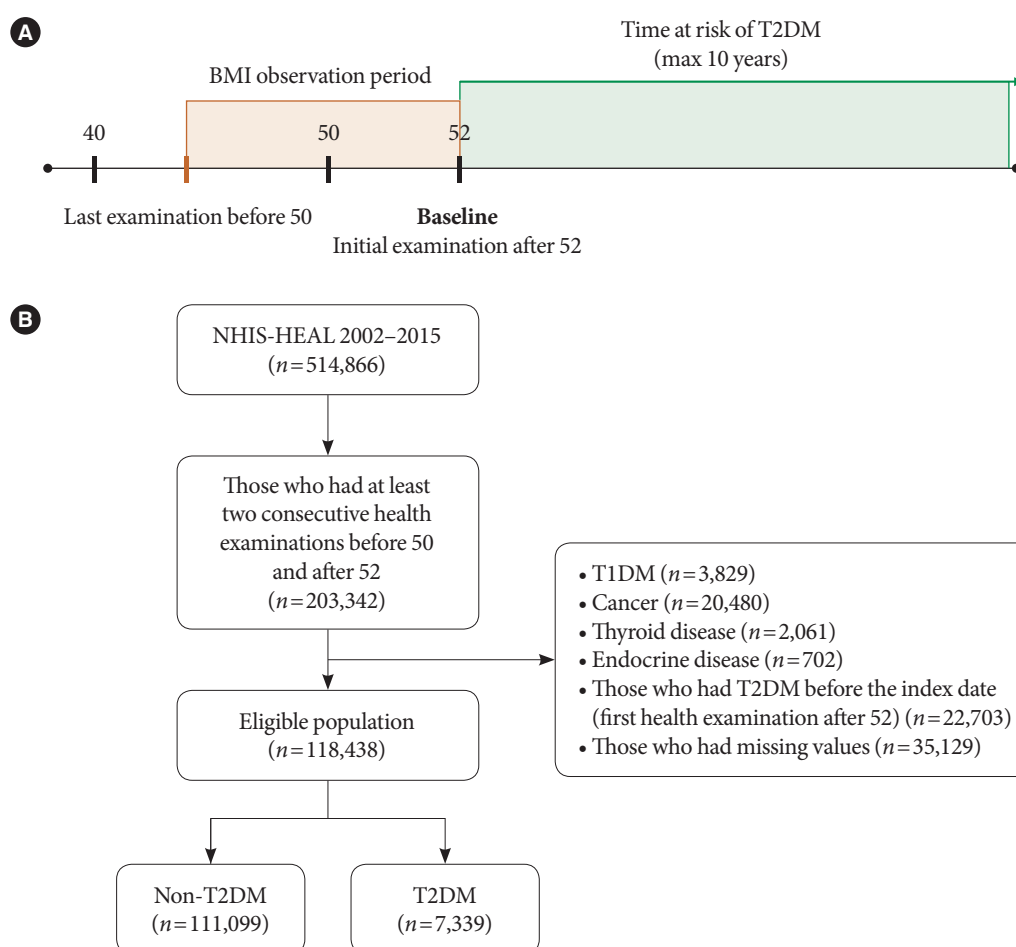 A
Time at risk of T2DM
(max 10 years)
BMI observation period
40
50
52
Last examination before 50
Baseline
Initial examination after 52
B
NHIS-HEAL 2002–2015
(n=514,866)
Those who had at least
two consecutive health
examinations before 50
and after 52
(n=203,342)
• T1DM (n=3,829)
• Cancer (n=20,480)
• Thyroid disease (n=2,061)
• Endocrine disease (n=702)
• Those who had T2DM before the index date
(first health examination after 52) (n=22,703)
• Those who had missing values (n=35,129)
Eligible population
(n=118,438)
Non-T2DM
(n=111,099)
T2DM
(n=7,339)